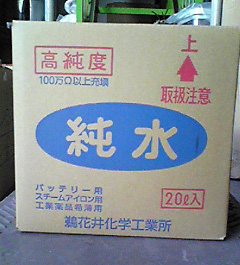 高純度
100万Ω以上充填
上
取扱注意
純水
バッテリー用
スチームアイロン用
工業薬品希薄用
20ℓ入
鵜花井化学工業所